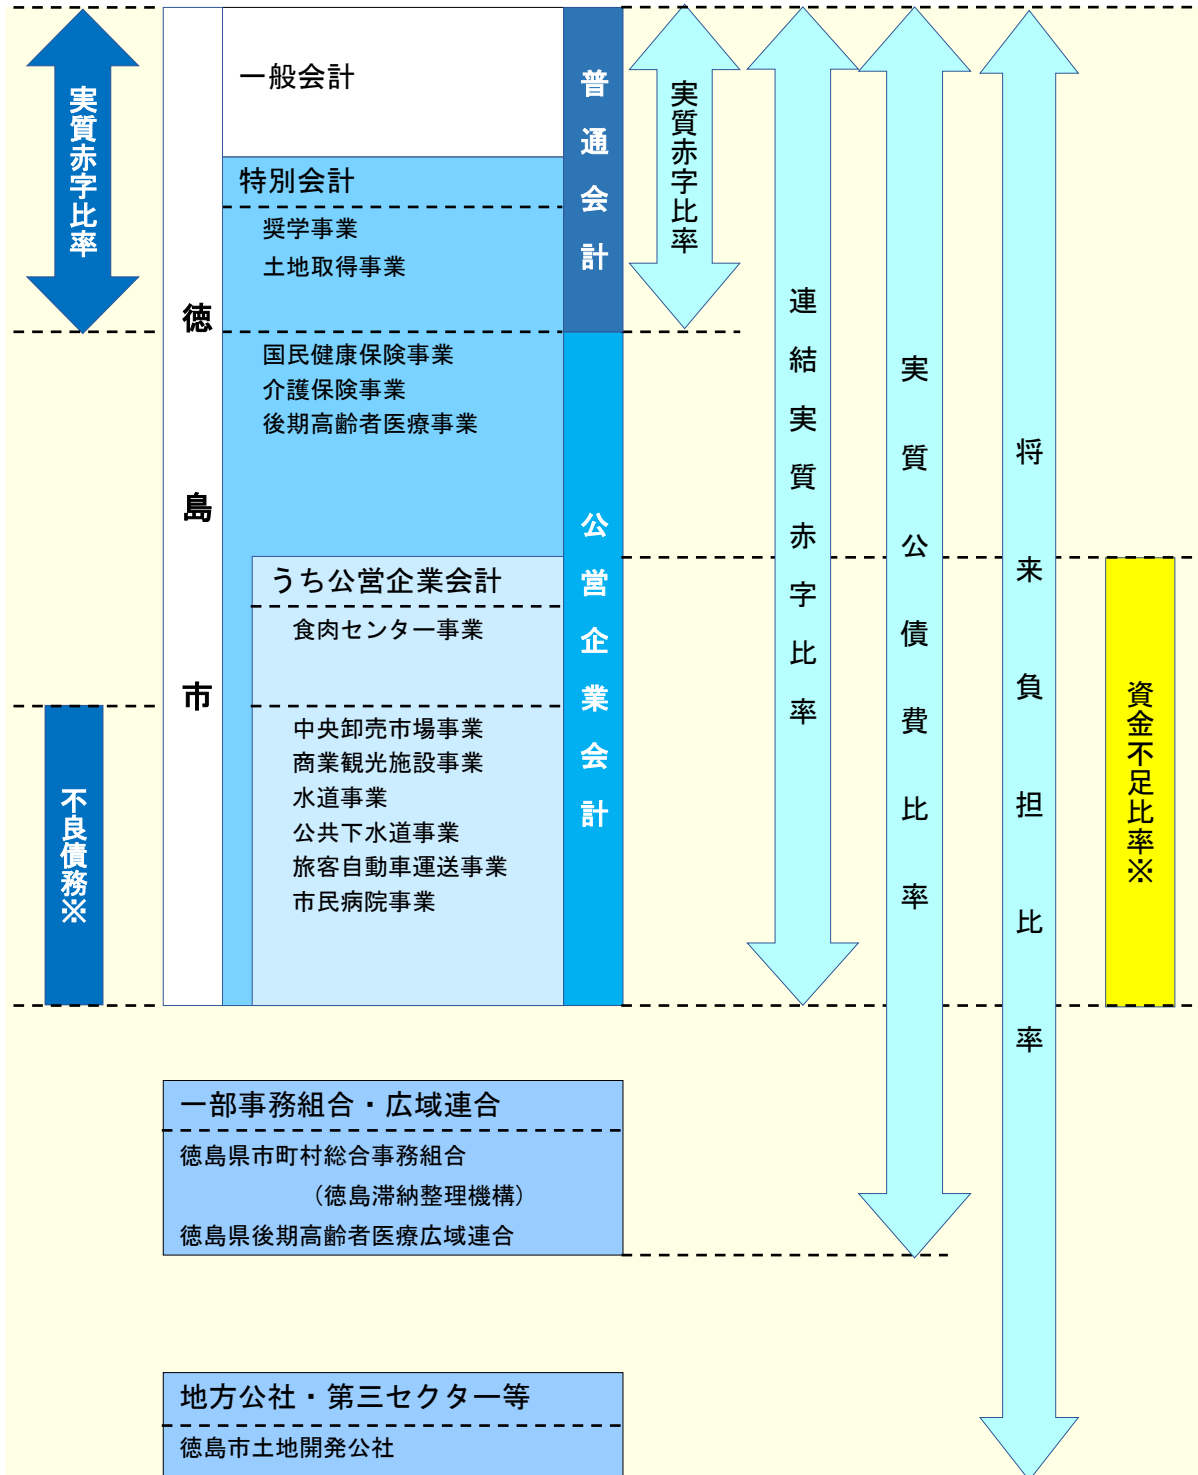 実質赤字比率
不良債務※
徳島市
一般会計
特別会計
奨学事業
土地取得事業
国民健康保険事業
介護保険事業
後期高齢者医療事業
うち公営企業会計
食肉センター事業
中央卸売市場事業
商業観光施設事業
水道事業
公共下水道事業
旅客自動車運送事業
市民病院事業
普通会計
公営企業会計
実質赤字比率
連結実質赤字比率
実質公債費比率
将来負担比率
資金不足比率※
一部事務組合・広域連合
徳島県市町村総合事務組合
（徳島滞納整理機構）
徳島県後期高齢者医療広域連合
地方公社・第三セクター等
徳島市土地開発公社